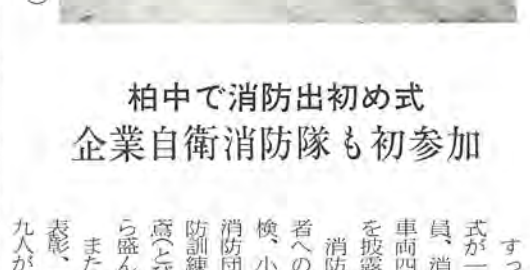 柏中で消防出初め式
企業自衛消防隊も初参加
すっ
式が一
員、消
車両四
を披露
消防
者への
検、小
消防団
防訓練
鳶(と
ら盛ん
また
表彰、
九人が